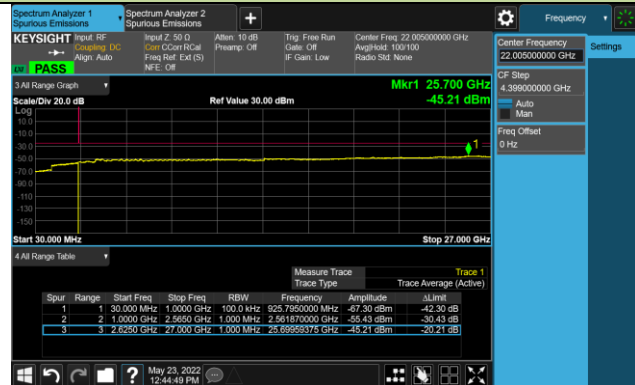 Spectrum Analyzer 1
Spurious Emissions
Spectrum Analyzer 2
Spurious Emissions
+
Frequency
KEYSIGHT
Input: RF
Coupling: DC
Align: Auto
Input Z: 50 Ω
Corr CCorr RCal
Freq Ref: Ext (S)
NFE: Off
Atten: 10 dB
Preamp: Off
Trig: Free Run
Gate: Off
IF Gain: Low
Center Freq: 22.005000000 GHz
Avg|Hold: 100/100
Radio Std: None
PASS
Center Frequency
22.005000000 GHz
Settings
CF Step
4.399000000 GHz
Auto
Man
Freq Offset
0 Hz
3 All Range Graph
Mkr1 25.700 GHz
Scale/Div 20.0 dB
Ref Value 30.00 dBm
-45.21 dBm
Log
10.0
-10.0
-30.0
-50.0
-70.0
-90.0
-110
-130
-150
1
Start 30.000 MHz
Stop 27.000 GHz
4 All Range Table
Measure Trace Trace 1
Trace Type Trace Average (Active)
Spur Range Start Freq Stop Freq RBW Frequency Amplitude ΔLimit
1 1 30.000 MHz 1.0000 GHz 100.0 kHz 925.7950000 MHz -67.30 dBm -42.30 dB
2 2 1.0000 GHz 2.5650 GHz 1.000 MHz 2.561870000 GHz -55.43 dBm -30.43 dB
3 3 2.6250 GHz 27.000 GHz 1.000 MHz 25.69959375 GHz -45.21 dBm -20.21 dB
?
May 23, 2022
12:44:49 PM